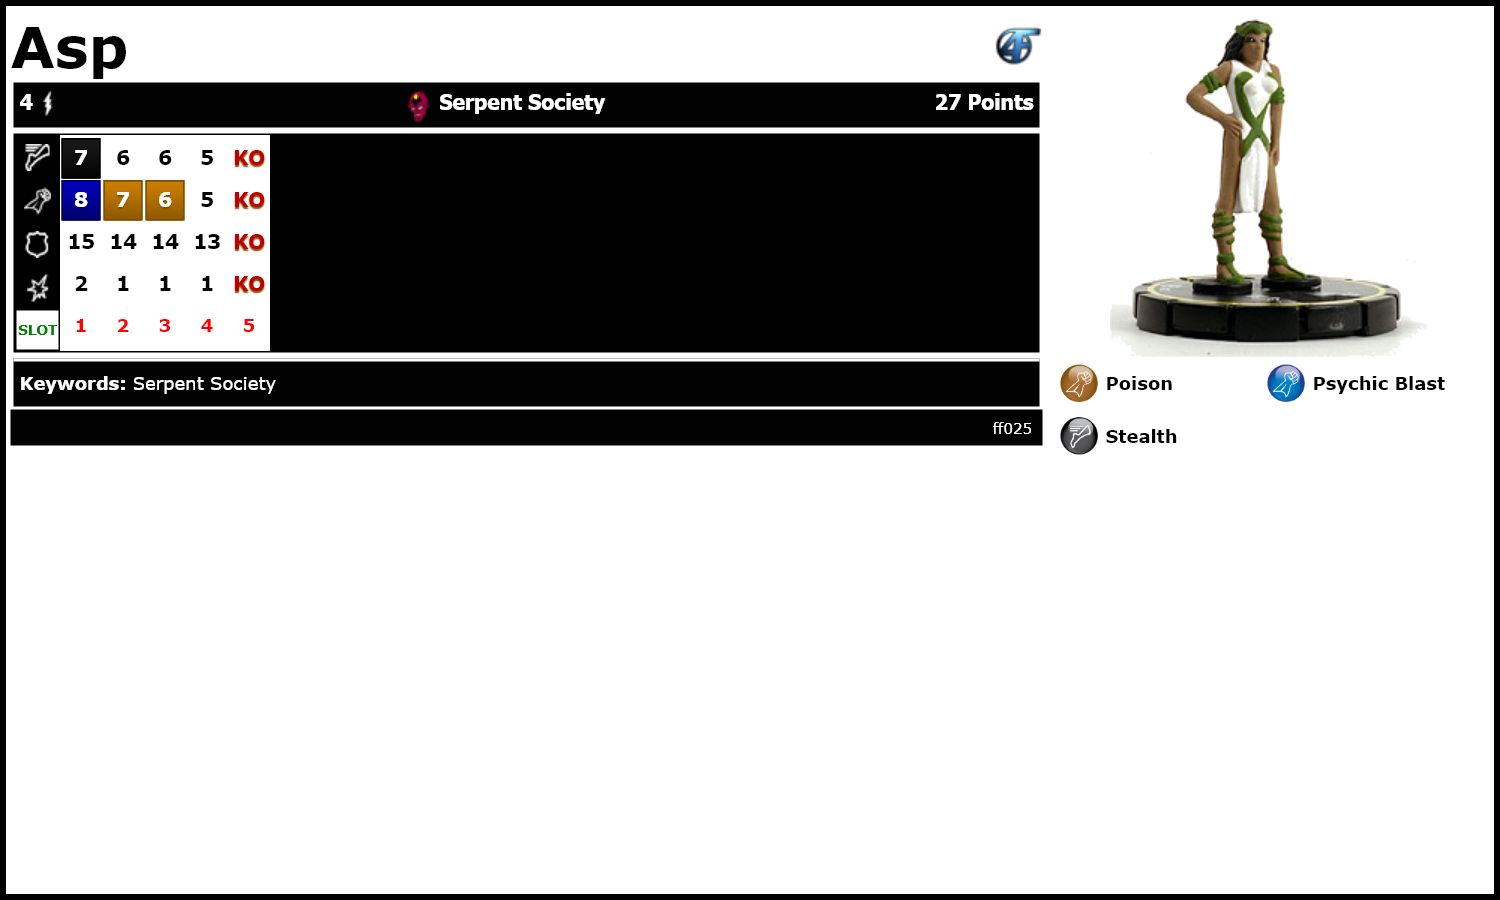 Asp
4 Serpent Society 27 Points
7 6 6 5 KO
8 7 6 5 KO
15 14 14 13 KO
2 1 1 1 KO
SLOT 1 2 3 4 5
Keywords: Serpent Society
ff025
Poison Psychic Blast
Stealth